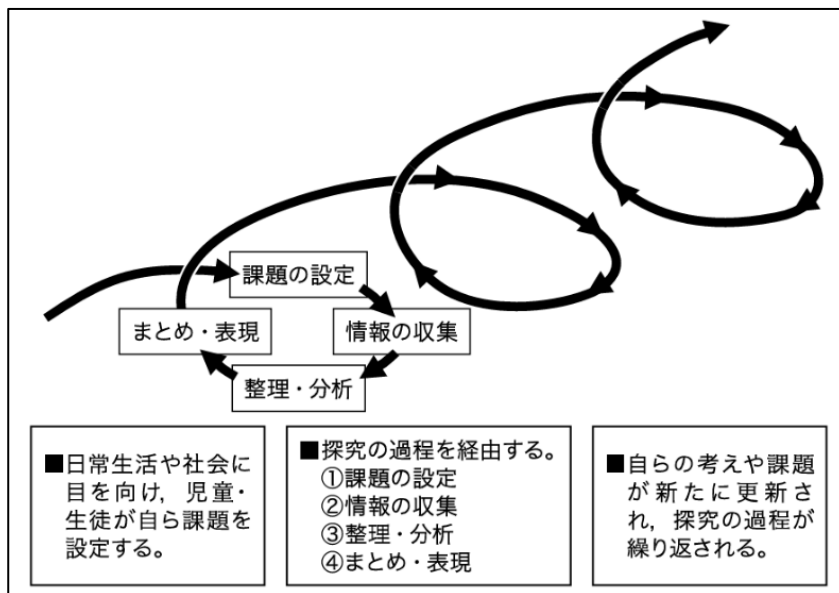 課題の設定
まとめ・表現
情報の収集
整理・分析
■日常生活や社会に
目を向け,児童・
生徒が自ら課題を
設定する。
■探究の過程を経由する。
①課題の設定
②情報の収集
③整理・分析
④まとめ・表現
■自らの考えや課題
が新たに更新さ
れ,探究の過程が
繰り返される。